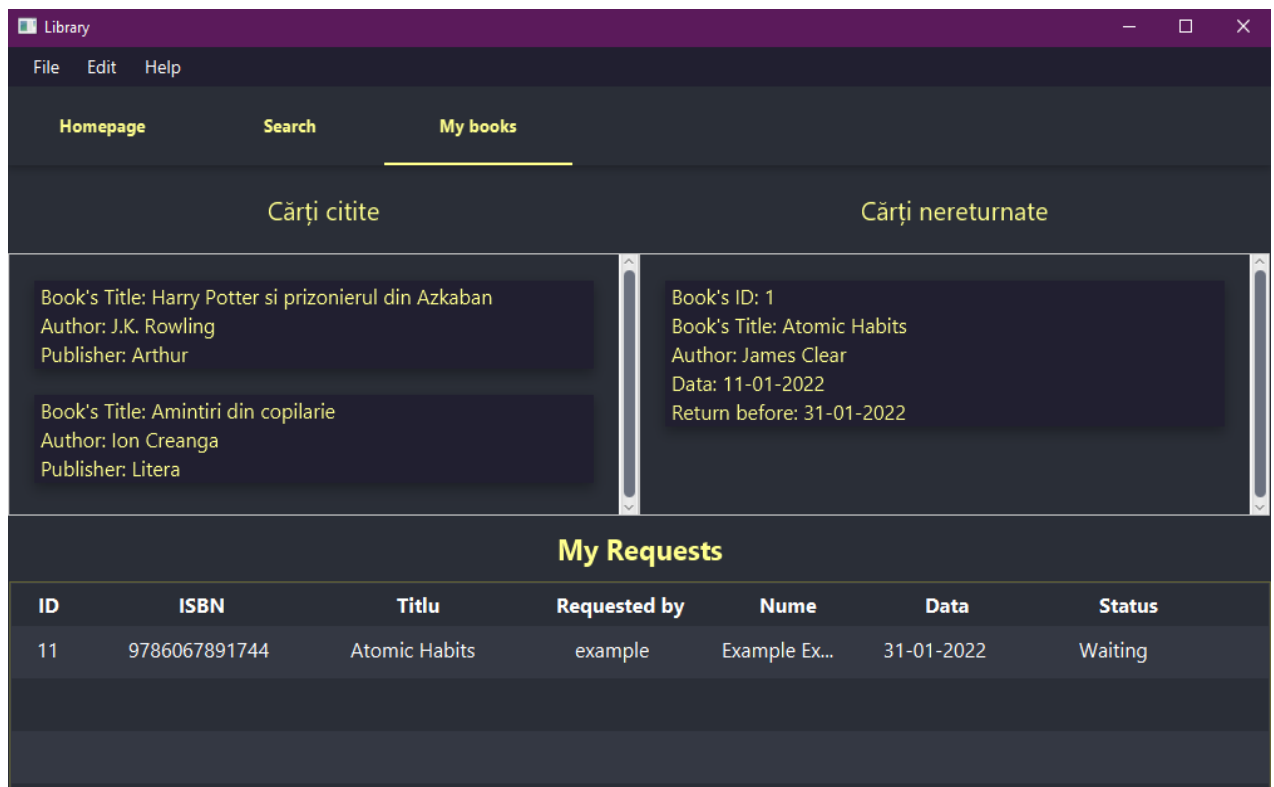 Library
File Edit Help
Homepage Search My books
Cărți citite
Cărți nereturnate
Book's Title: Harry Potter si prizonierul din Azkaban
Author: J.K. Rowling
Publisher: Arthur
Book's Title: Amintiri din copilarie
Author: Ion Creanga
Publisher: Litera
Book's ID: 1
Book's Title: Atomic Habits
Author: James Clear
Data: 11-01-2022
Return before: 31-01-2022
My Requests
ID ISBN Titlu Requested by Nume Data Status
11 9786067891744 Atomic Habits example Example Ex... 31-01-2022 Waiting